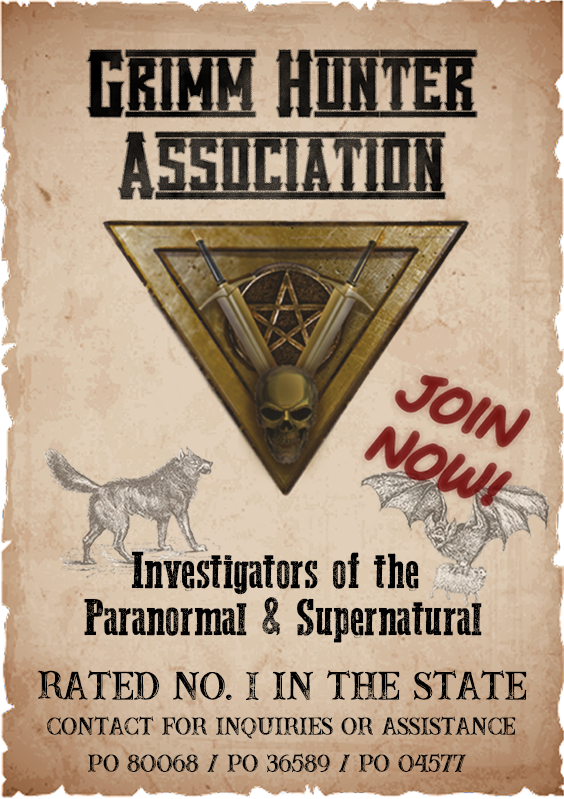 Grimm Hunter
Association
JOIN
NOW!
Investigators of the
Paranormal & Supernatural
RATED NO. 1 IN THE STATE
CONTACT FOR INQUIRIES OR ASSISTANCE
PO 80068 / PO 36589 / PO 04577